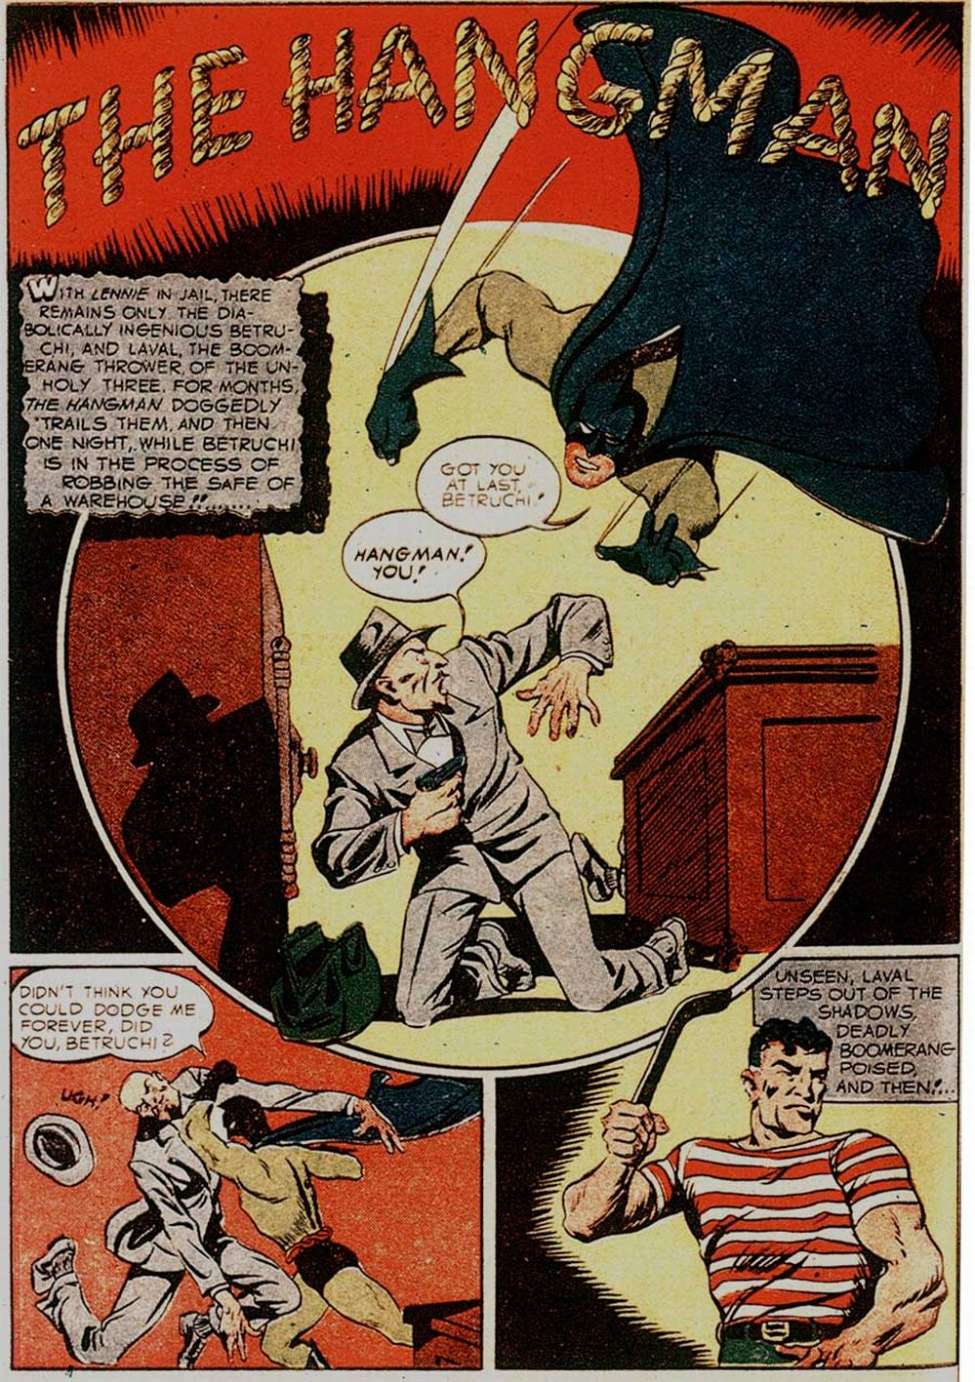 THE HANGMAN
WITH LENNIE IN JAIL, THERE
REMAINS ONLY THE DIA-
BOLICALLY INGENIOUS BETRU-
CHI, AND LAVAL, THE BOOM-
ERANG THROWER, OF THE UN-
HOLY THREE. FOR MONTHS,
THE HANGMAN DOGGEDLY
TRAILS THEM, AND THEN
ONE NIGHT, WHILE BETRUCHI
IS IN THE PROCESS OF
ROBBING THE SAFE OF
A WAREHOUSE!!........
GOT YOU
AT LAST,
BETRUCHI!
HANGMAN!
YOU!
DIDN'T THINK YOU
COULD DODGE ME
FOREVER, DID
YOU, BETRUCHI?
UGH!
UNSEEN, LAVAL
STEPS OUT OF THE
SHADOWS,
DEADLY
BOOMERANG
POISED,
AND THEN!...